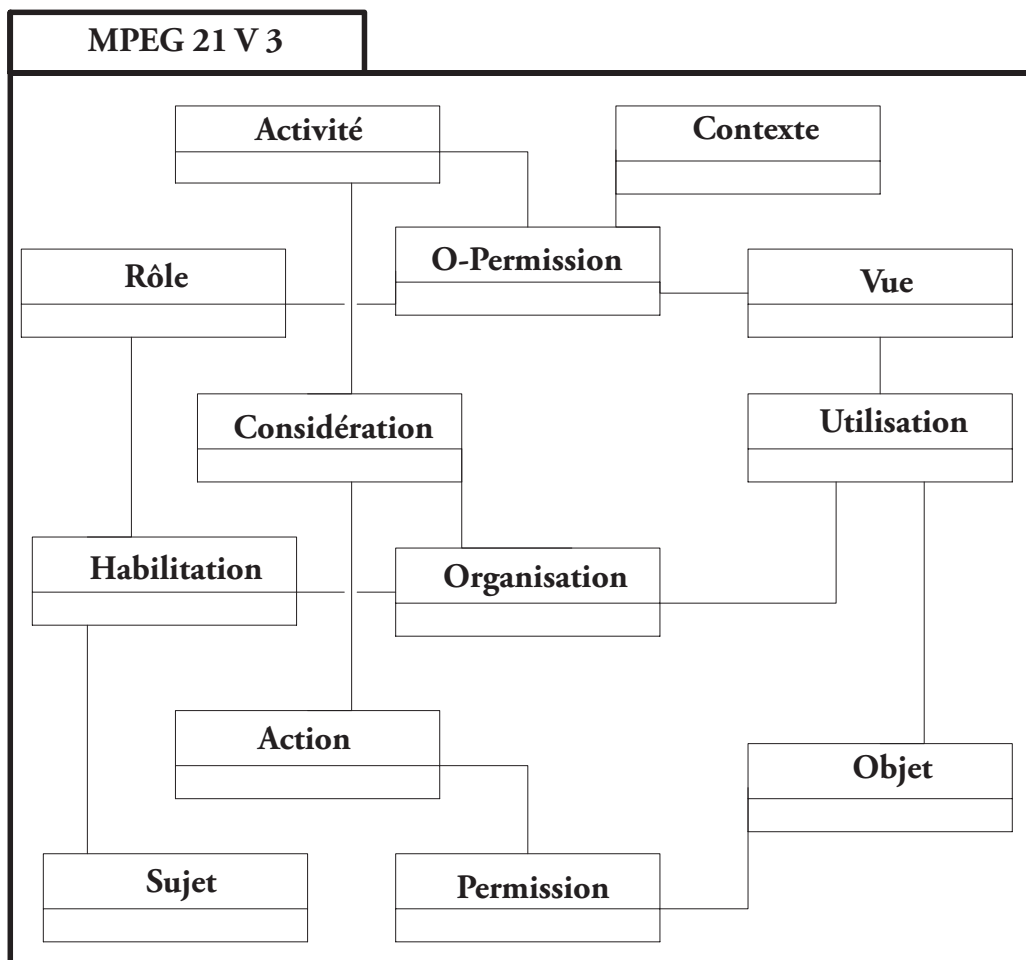 MPEG 21 V 3
Activité
Contexte
O-Permission
Rôle
Vue
Considération
Utilisation
Habilitation
Organisation
Action
Objet
Sujet
Permission